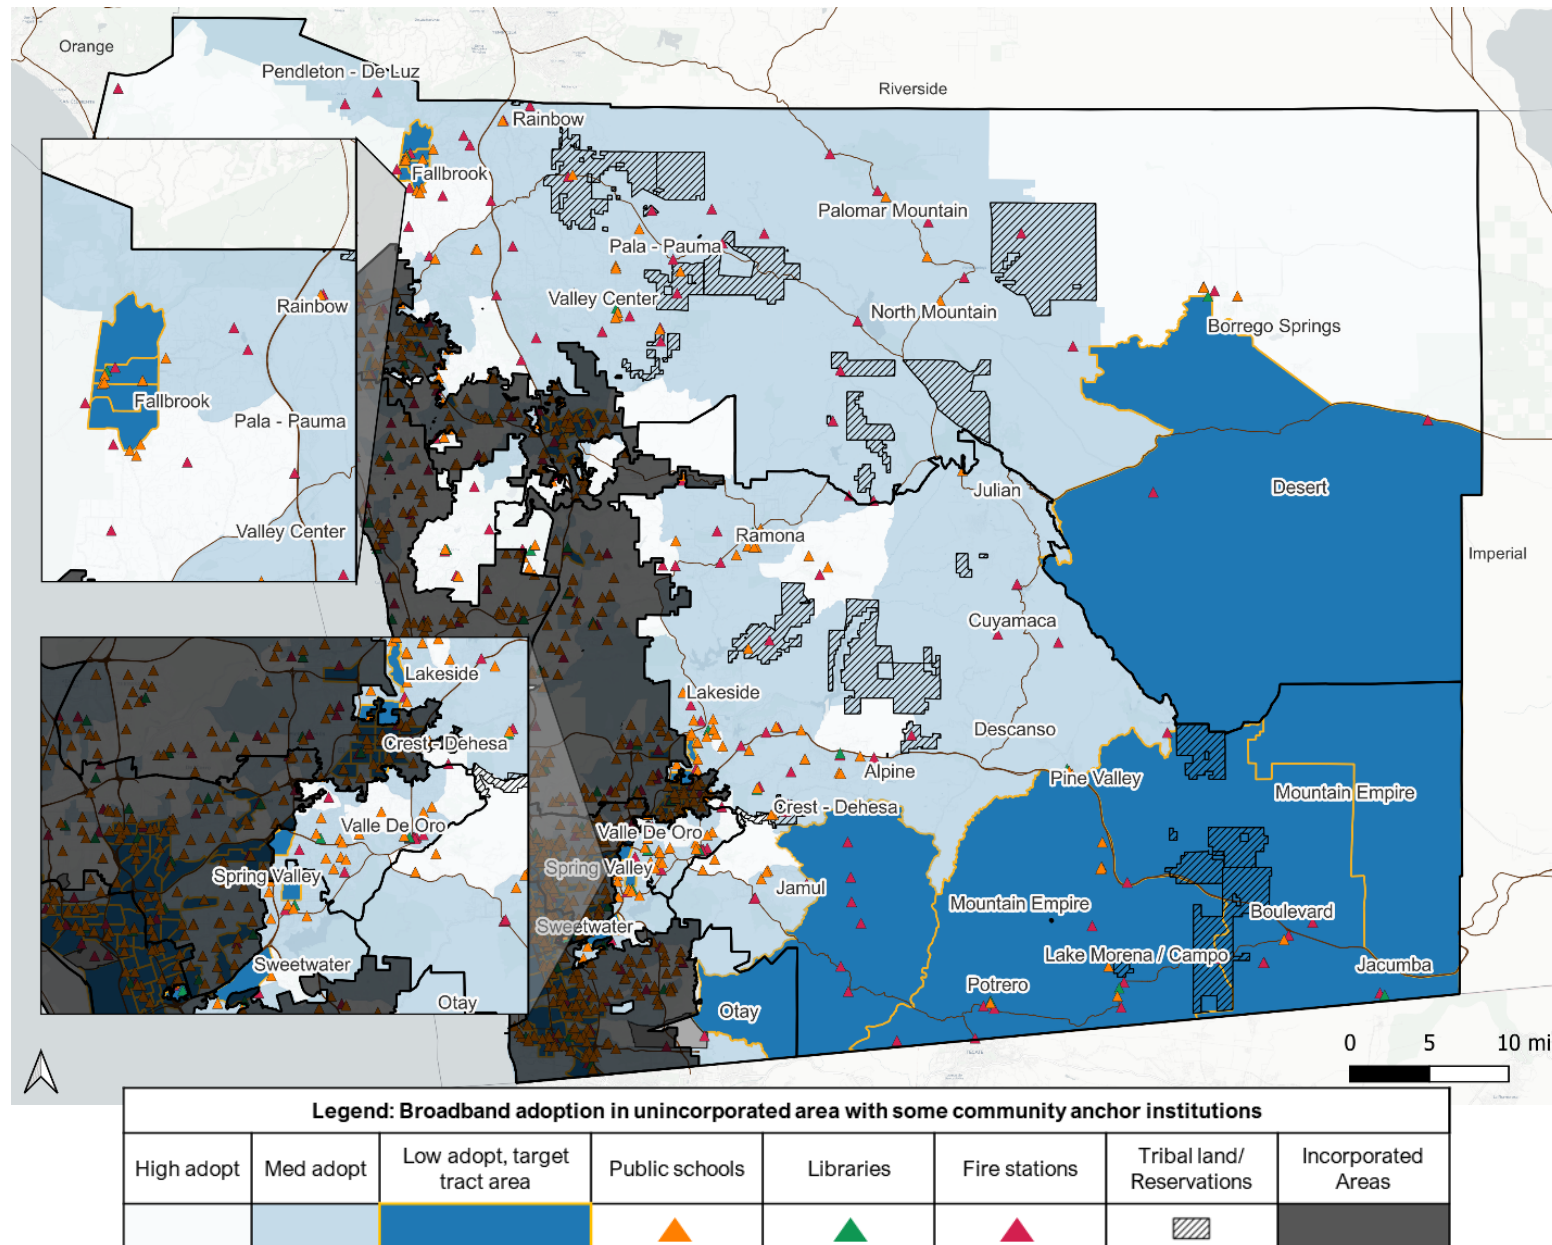 Orange
Pendleton - De Luz
Riverside
Rainbow
Fallbrook
Palomar Mountain
Pala - Pauma
Valley Center
North Mountain
Borrego Springs
Rainbow
Fallbrook
Pala - Pauma
Valley Center
Desert
Julian
Ramona
Imperial
Cuyamaca
Lakeside
Descanso
Alpine
Pine Valley
Mountain Empire
Crest - Dehesa
Valle De Oro
Spring Valley
Jamul
Sweetwater
Mountain Empire
Boulevard
Lake Morena / Campo
Jacumba
Potrero
Otay
Lakeside
Crest - Dehesa
Valle De Oro
Spring Valley
Sweetwater
Otay
0 5 10 mi
Legend: Broadband adoption in unincorporated area with some community anchor institutions
High adopt
Med adopt
Low adopt, target
tract area
Public schools
Libraries
Fire stations
Tribal land/
Reservations
Incorporated
Areas